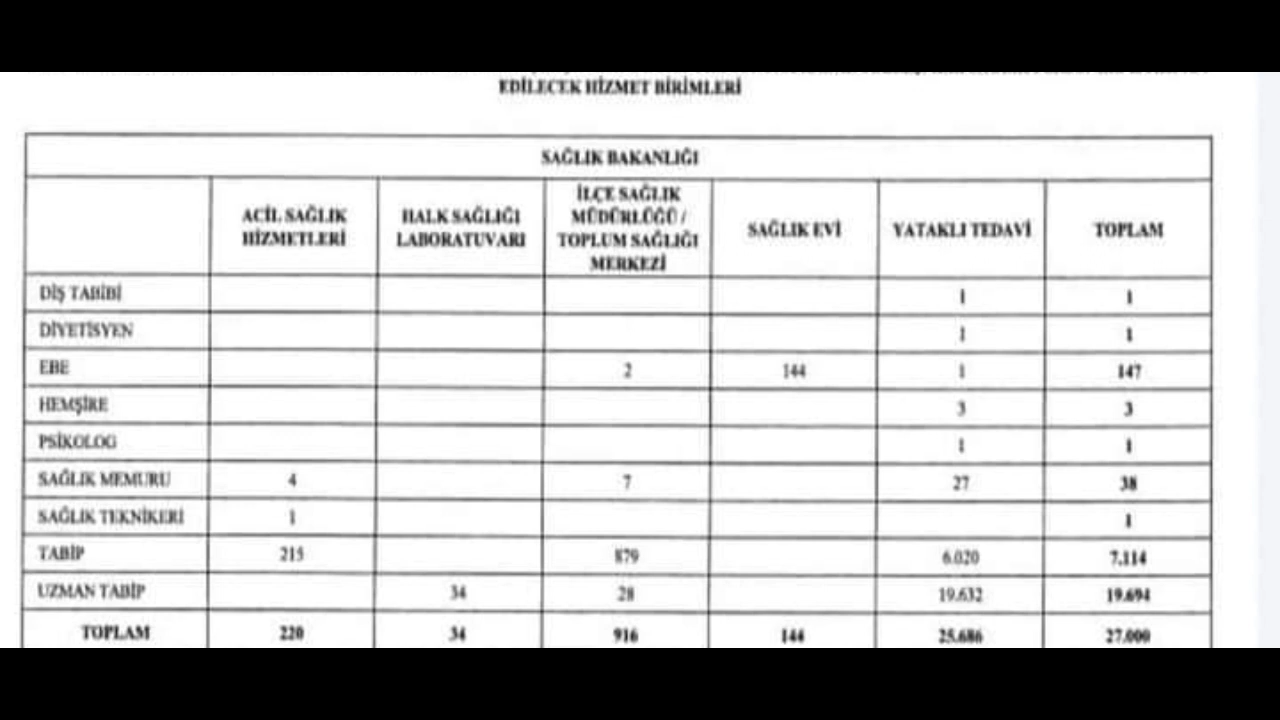 EDİLECEK HİZMET BİRİMLERİ
SAĞLIK BAKANLIĞI
ACİL SAĞLIK HİZMETLERİ
HALK SAĞLIĞI LABORATUVARI
İLÇE SAĞLIK MÜDÜRLÜĞÜ / TOPLUM SAĞLIĞI MERKEZİ
SAĞLIK EVİ
YATAKLI TEDAVİ
TOPLAM
DİŞ TABİBİ 1 1
DİYETİSYEN 1 1
EBE 2 144 1 147
HEMŞİRE 3 3
PSİKOLOG 1 1
SAĞLIK MEMURU 4 7 27 38
SAĞLIK TEKNİKERİ 1 1
TABİP 215 879 6.020 7.114
UZMAN TABİP 34 28 19.632 19.694
TOPLAM 220 34 916 144 25.686 27.000